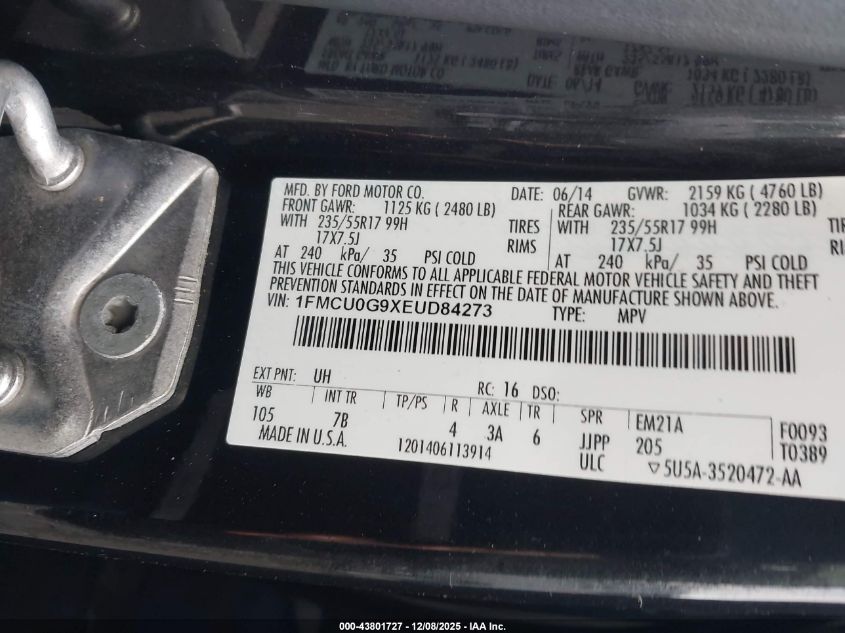 MFD. BY FORD MOTOR CO. DATE: 06/14 GVWR: 2159 KG ( 4760 LB)
FRONT GAWR: 1125 KG ( 2480 LB) REAR GAWR: 1034 KG ( 2280 LB)
WITH 235/55R17 99H TIRES WITH 235/55R17 99H TIRES
17X7.5J RIMS 17X7.5J RIMS
AT 240 kPa/ 35 PSI COLD AT 240 kPa/ 35 PSI COLD
THIS VEHICLE CONFORMS TO ALL APPLICABLE FEDERAL MOTOR VEHICLE SAFETY AND THEFT
PREVENTION STANDARDS IN EFFECT ON THE DATE OF MANUFACTURE SHOWN ABOVE.
VIN: 1FMCU0G9XEUD84273 TYPE: MPV
EXT PNT: UH RC: 16 DSO:
WB INT TR TP/PS R AXLE TR SPR EM21A F0093
105 7B 4 3A 6 JJPP 205 T0389
MADE IN U.S.A. 1201406113914 ULC ▽5U5A-3520472-AA
000-43801727 - 12/08/2025 - IAA, Inc.